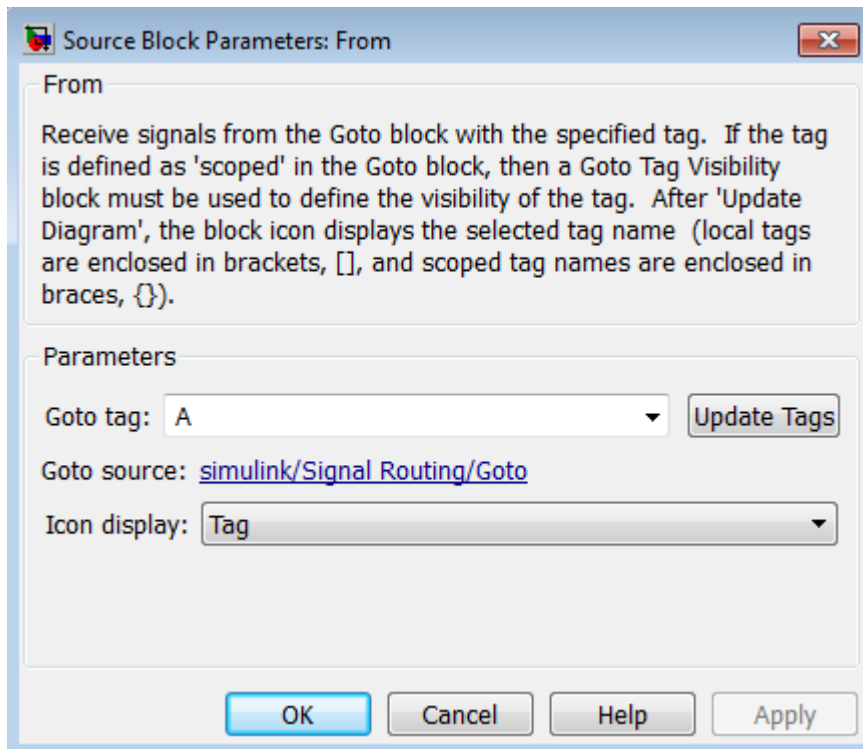 Source Block Parameters: From
From
Receive signals from the Goto block with the specified tag.  If the tag
is defined as 'scoped' in the Goto block, then a Goto Tag Visibility
block must be used to define the visibility of the tag.  After 'Update
Diagram', the block icon displays the selected tag name  (local tags
are enclosed in brackets, [], and scoped tag names are enclosed in
braces, {}).
Parameters
Goto tag: A Update Tags
Goto source: simulink/Signal Routing/Goto
Icon display: Tag
OK Cancel Help Apply